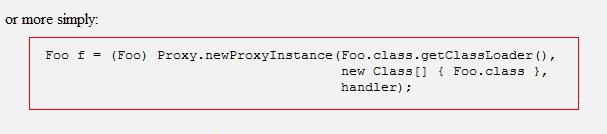 or more simply:
Foo f = (Foo) Proxy.newProxyInstance(Foo.class.getClassLoader(),
new Class[] { Foo.class },
handler);